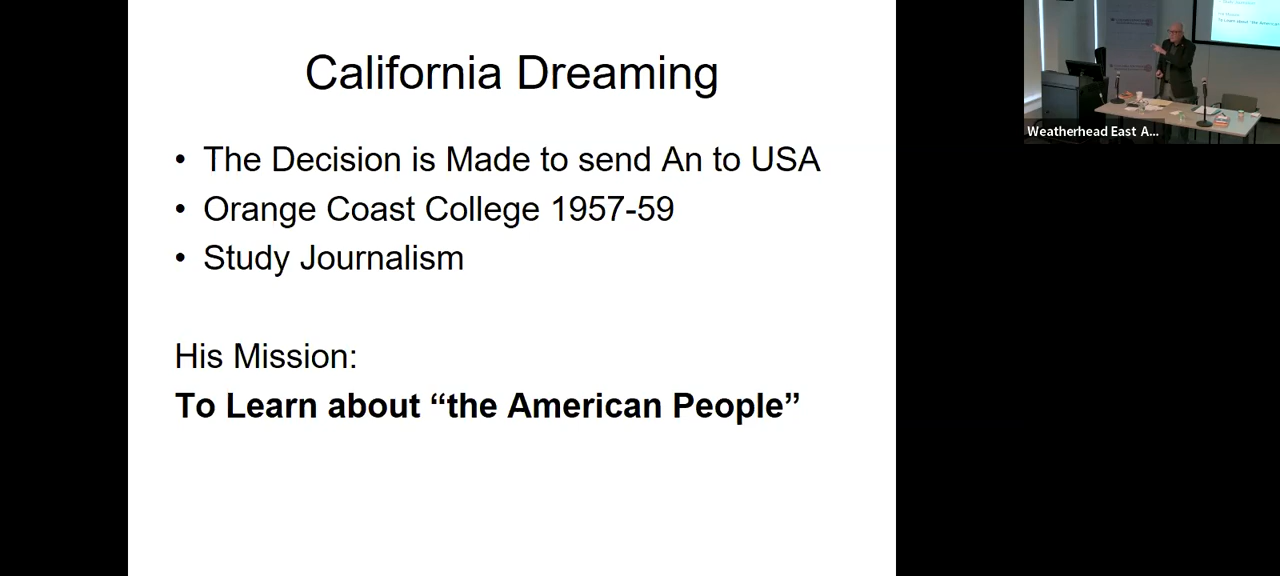 California Dreaming
• The Decision is Made to send An to USA
• Orange Coast College 1957-59
• Study Journalism
His Mission:
To Learn about “the American People”
Weatherhead East A...